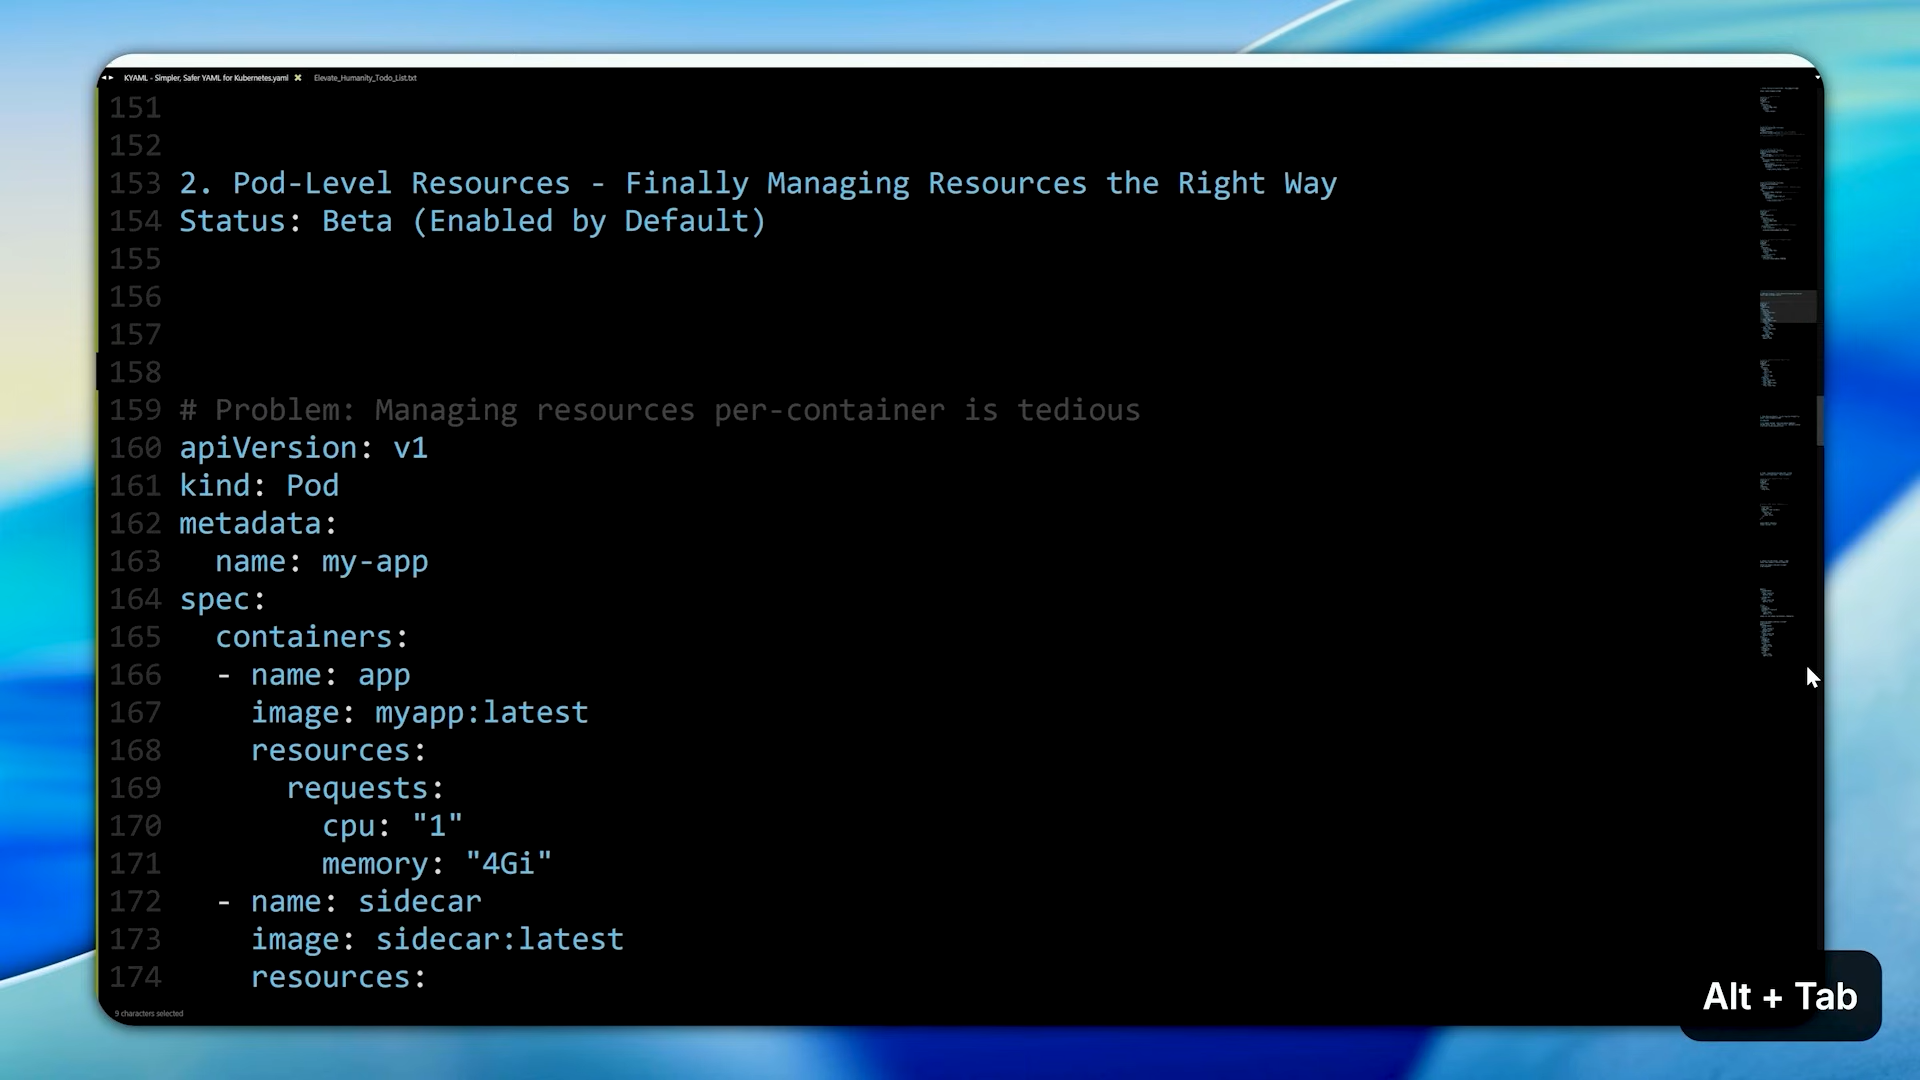 KYAML - Simpler, Safer YAML for Kubernetes.yaml Elevate_Humanity_Todo_List.txt
151
152
153 2. Pod-Level Resources - Finally Managing Resources the Right Way
154 Status: Beta (Enabled by Default)
155
156
157
158
159 # Problem: Managing resources per-container is tedious
160 apiVersion: v1
161 kind: Pod
162 metadata:
163   name: my-app
164 spec:
165   containers:
166   - name: app
167     image: myapp:latest
168     resources:
169       requests:
170         cpu: "1"
171         memory: "4Gi"
172   - name: sidecar
173     image: sidecar:latest
174     resources:
9 characters selected
Alt + Tab